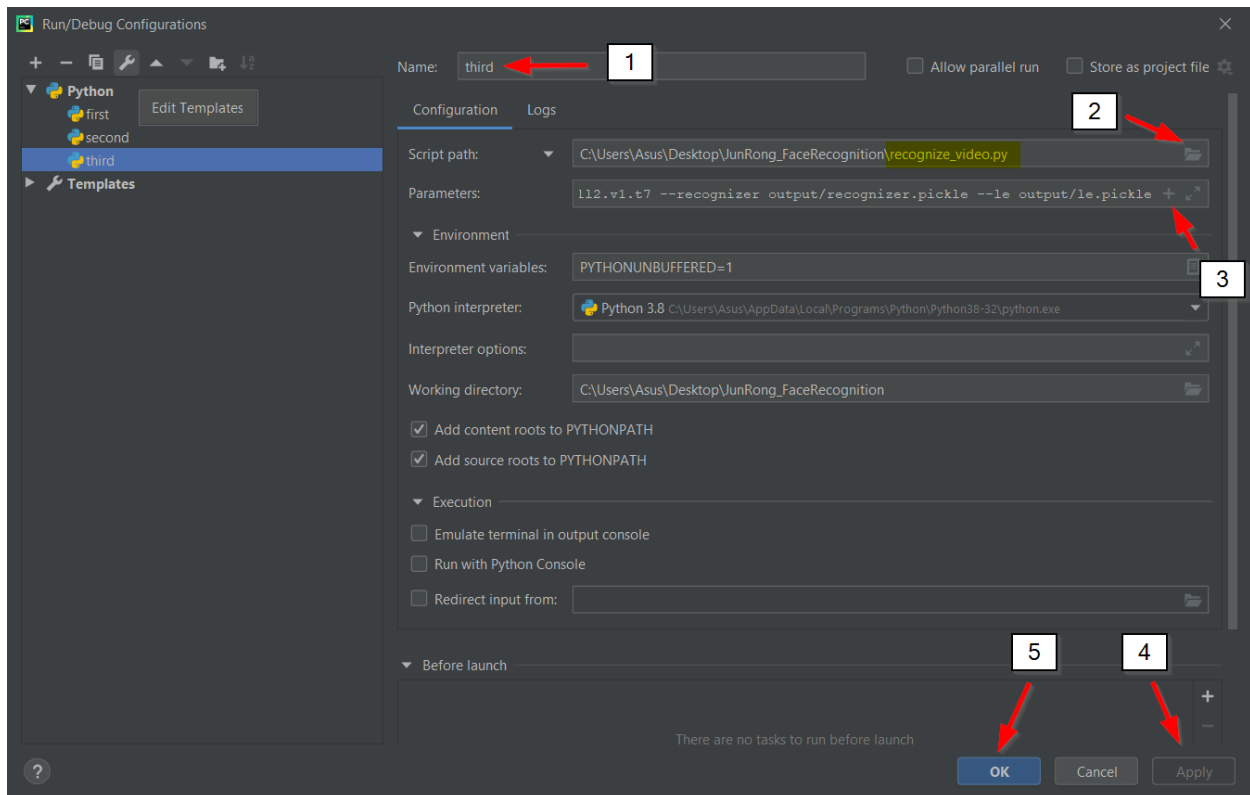 Run/Debug Configurations
Name: third
Allow parallel run
Store as project file
Python
first
second
third
Templates
Edit Templates
1
Configuration Logs
2
Script path: C:\Users\Asus\Desktop\JunRong_FaceRecognition\recognize_video.py
Parameters: ll2.v1.t7 --recognizer output/recognizer.pickle --le output/le.pickle
Environment
3
Environment variables: PYTHONUNBUFFERED=1
Python interpreter: Python 3.8 C:\Users\Asus\AppData\Local\Programs\Python\Python38-32\python.exe
Interpreter options:
Working directory: C:\Users\Asus\Desktop\JunRong_FaceRecognition
Add content roots to PYTHONPATH
Add source roots to PYTHONPATH
Execution
Emulate terminal in output console
Run with Python Console
Redirect input from:
5
4
Before launch
There are no tasks to run before launch
?
OK Cancel Apply